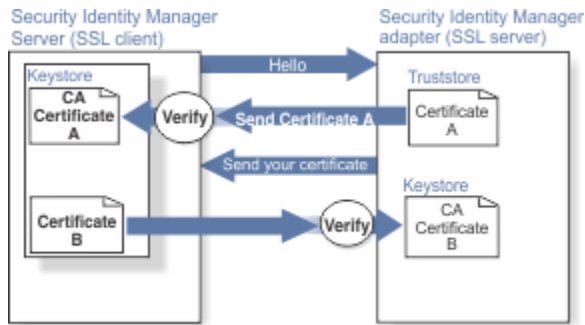 Security Identity Manager
Server (SSL client)
Security Identity Manager
adapter (SSL server)
Keystore
CA
Certificate
A
Hello
Verify
Send Certificate A
Truststore
Certificate
A
Send your certificate
Certificate
B
Verify
Keystore
CA
Certificate
B